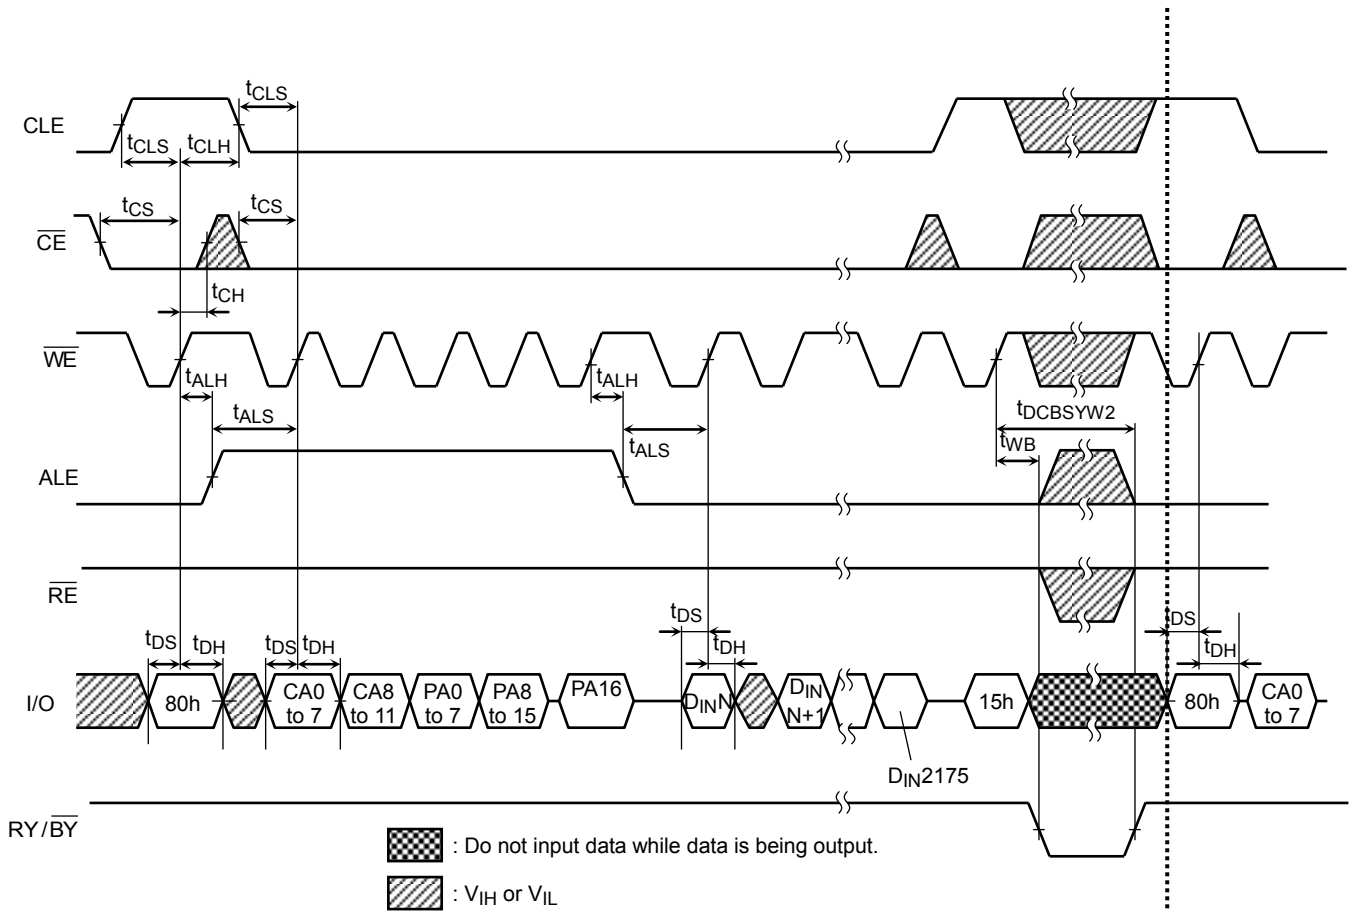 CLE
tCLS
tCLS
tCLH
CE
tCS
tCS
tCH
WE
tALH
tALS
tALH
tALS
tDCBSYW2
tWB
ALE
RE
I/O
tDS
tDH
tDS
tDH
tDS
tDH
DS
tDH
80h
CA0
to 7
CA8
to 11
PA0
to 7
PA8
to 15
PA16
DINN
DIN
N+1
15h
80h
CA0
to 7
DIN2175
RY/BY
: Do not input data while data is being output.
: VIH or VIL